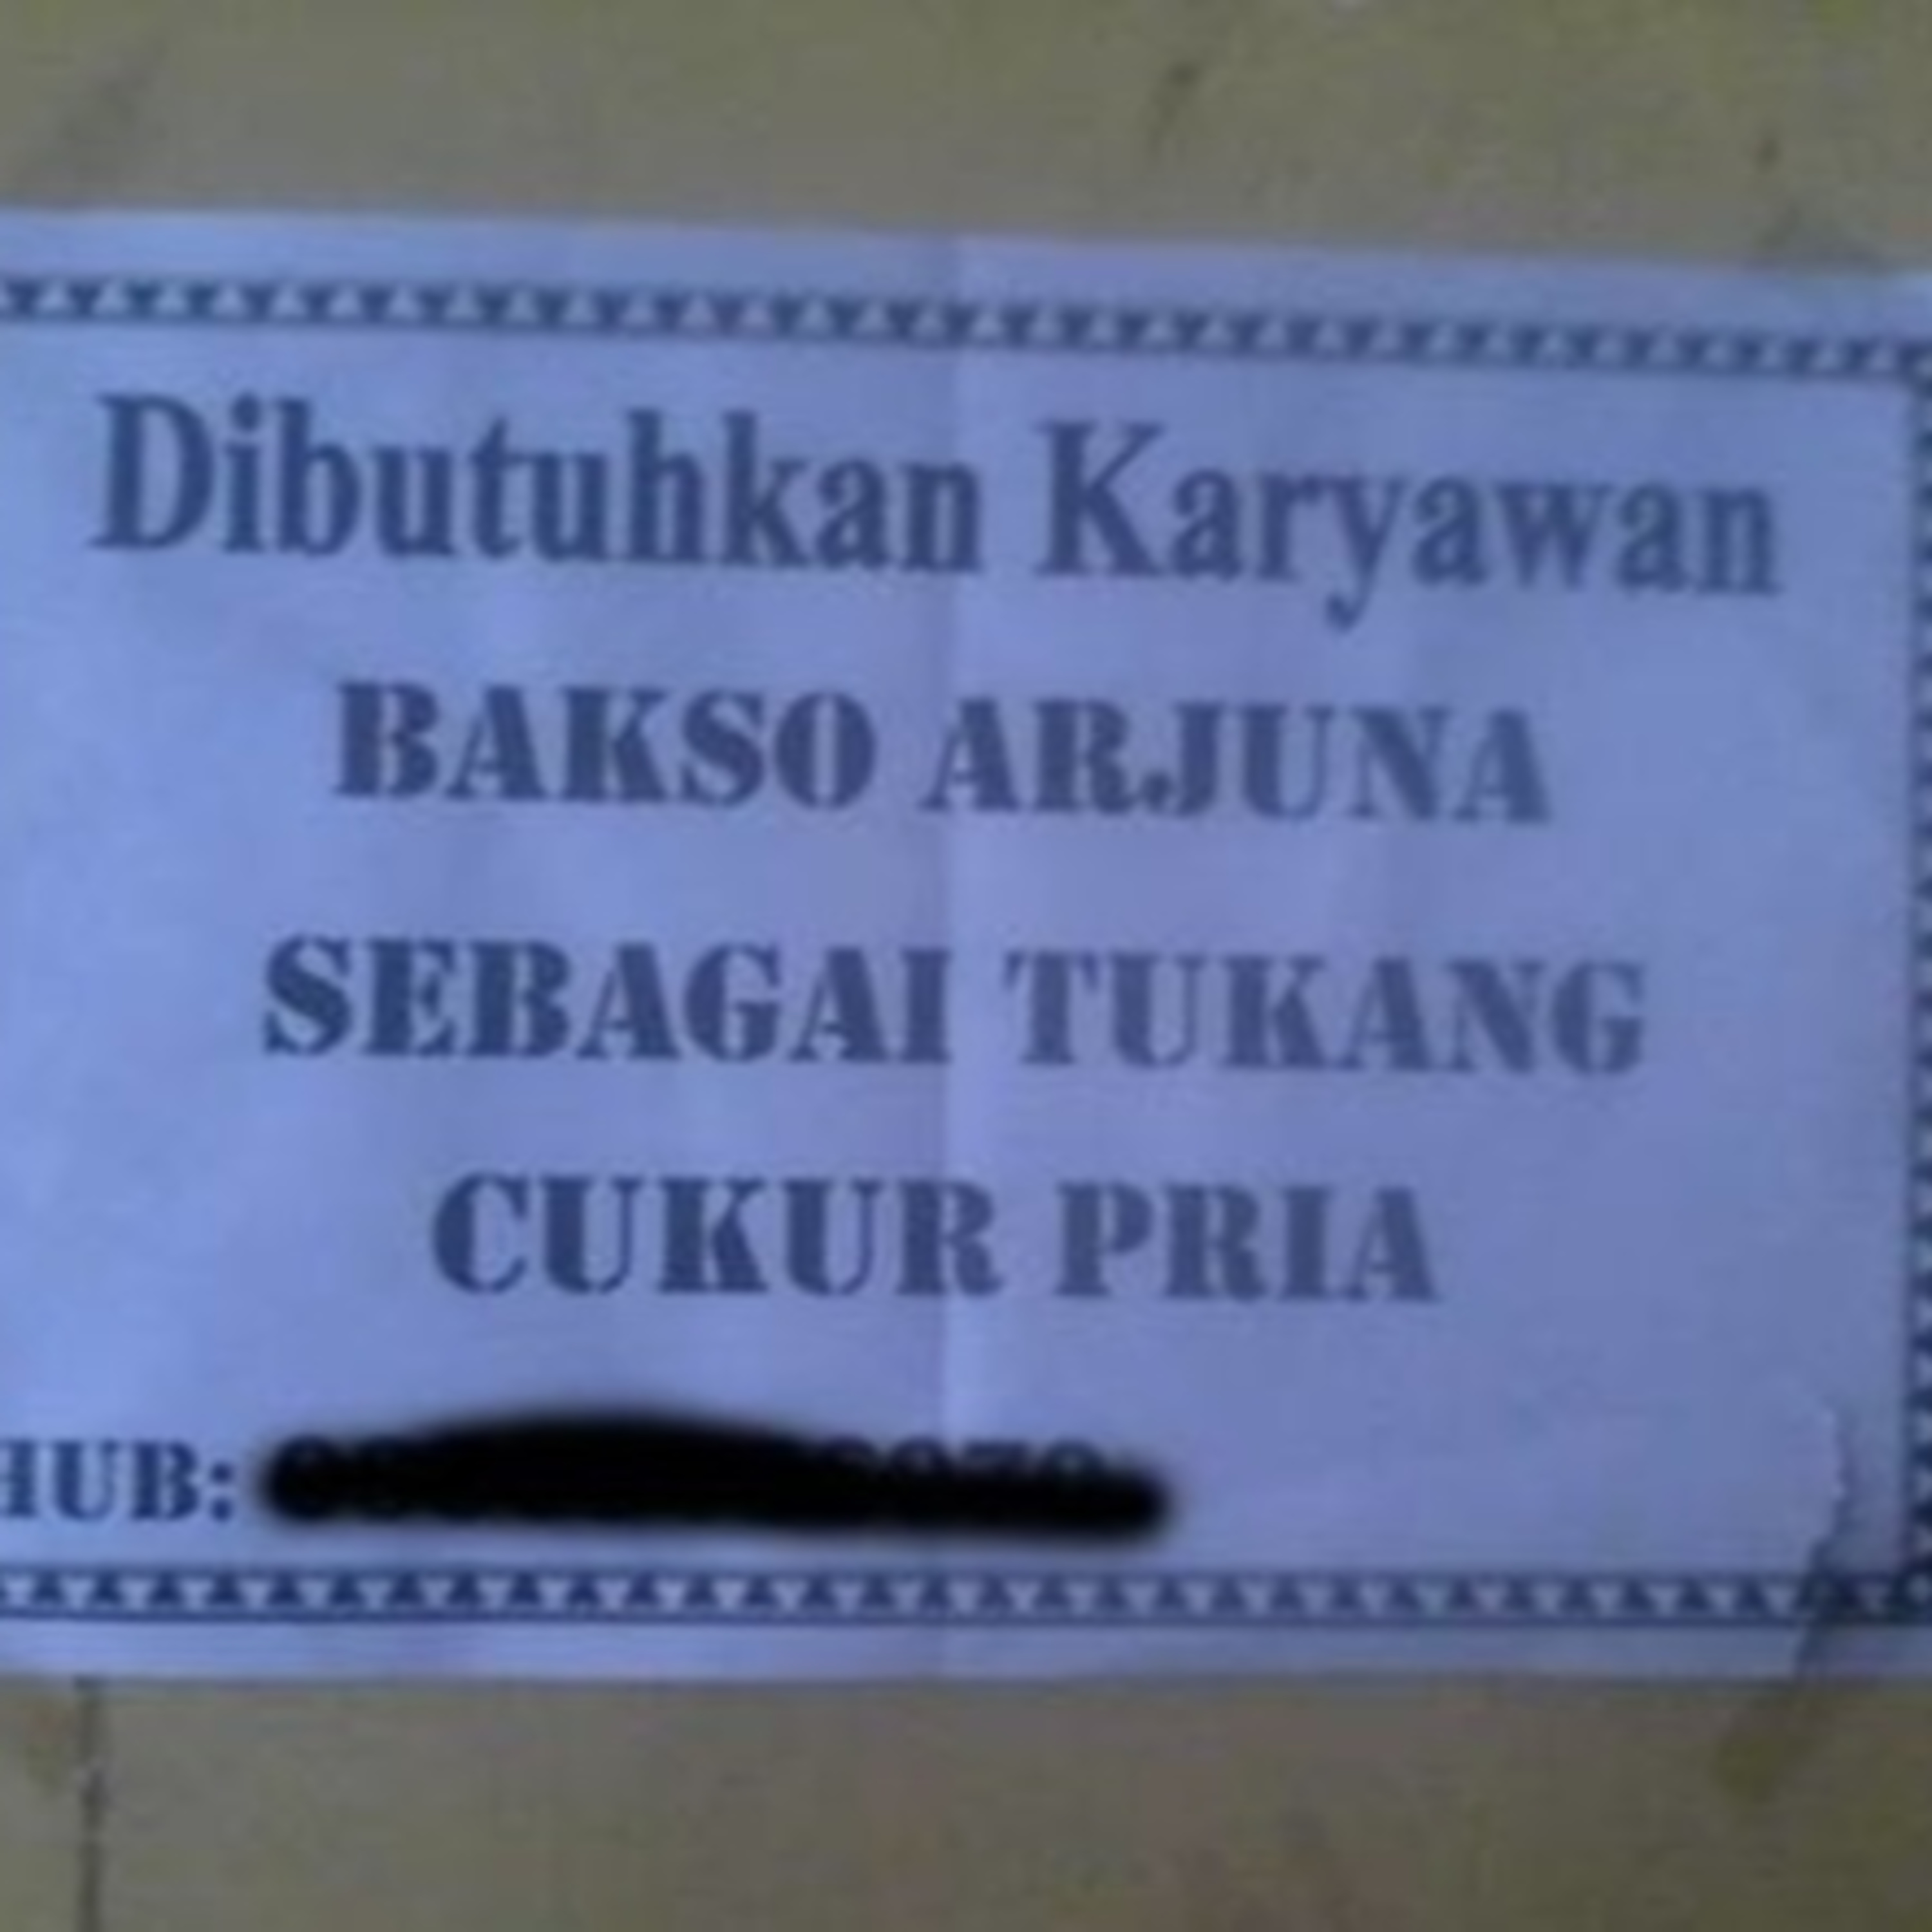 Dibutuhkan Karyawan
BAKSO ARJUNA
SEBAGAI TUKANG
CUKUR PRIA
HUB: